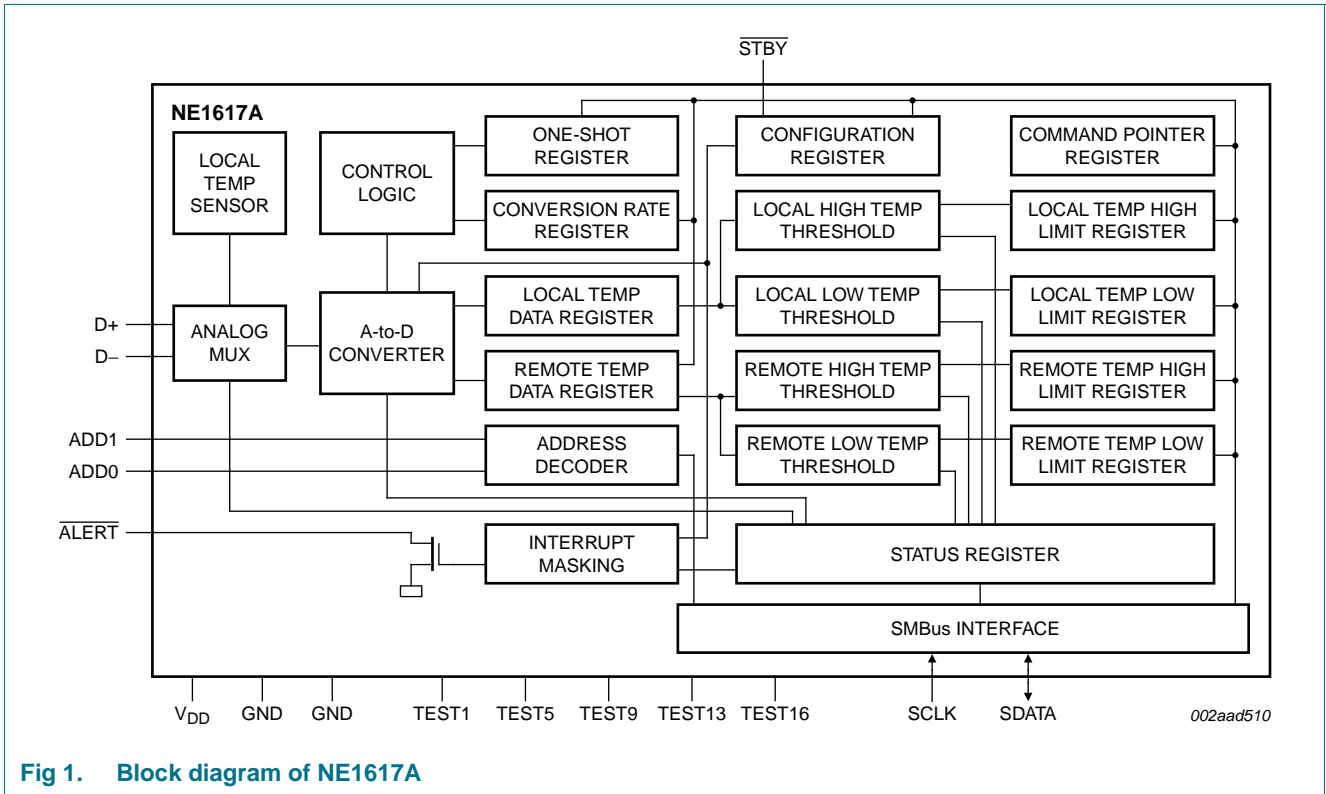 STBY
NE1617A
LOCAL
TEMP
SENSOR
CONTROL
LOGIC
ONE-SHOT
REGISTER
CONFIGURATION
REGISTER
COMMAND POINTER
REGISTER
CONVERSION RATE
REGISTER
LOCAL HIGH TEMP
THRESHOLD
LOCAL TEMP HIGH
LIMIT REGISTER
D+
D−
ANALOG
MUX
A-to-D
CONVERTER
LOCAL TEMP
DATA REGISTER
LOCAL LOW TEMP
THRESHOLD
LOCAL TEMP LOW
LIMIT REGISTER
REMOTE TEMP
DATA REGISTER
REMOTE HIGH TEMP
THRESHOLD
REMOTE TEMP HIGH
LIMIT REGISTER
ADD1
ADD0
ADDRESS
DECODER
REMOTE LOW TEMP
THRESHOLD
REMOTE TEMP LOW
LIMIT REGISTER
ALERT
INTERRUPT
MASKING
STATUS REGISTER
SMBus INTERFACE
VDD GND GND TEST1 TEST5 TEST9 TEST13 TEST16 SCLK SDATA
002aad510
Fig 1. Block diagram of NE1617A